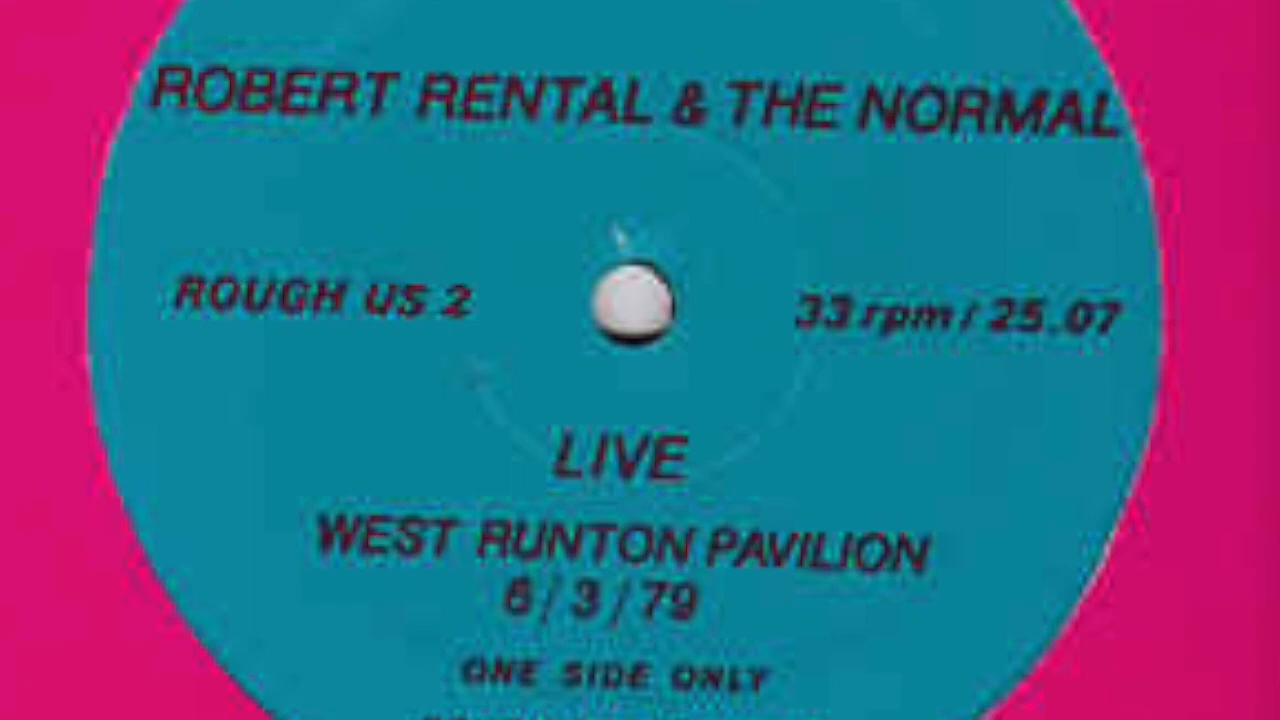 ROBERT RENTAL & THE NORMAL
ROUGH US 2
33 rpm / 25.07
LIVE
WEST RUNTON PAVILION
6/3/79
ONE SIDE ONLY